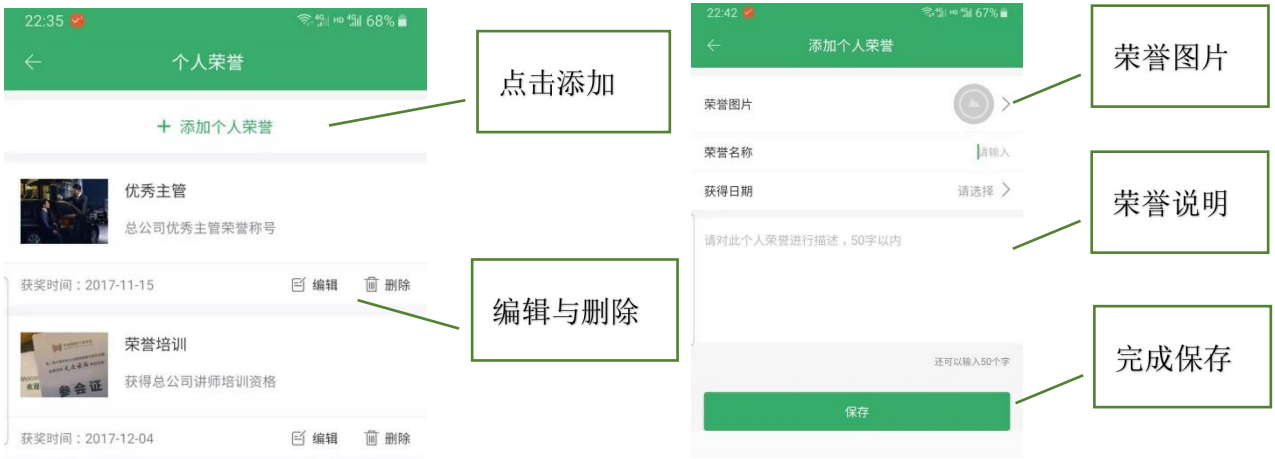 22:35
68%
个人荣誉
+ 添加个人荣誉
优秀主管
总公司优秀主管荣誉称号
获奖时间：2017-11-15
编辑 删除
荣誉培训
参会证
获得总公司讲师培训资格
获奖时间：2017-12-04
编辑 删除
点击添加
编辑与删除
22:42
67%
添加个人荣誉
荣誉图片
荣誉名称 请输入
获得日期 请选择
请对此个人荣誉进行描述，50字以内
还可以输入50个字
保存
荣誉图片
荣誉说明
完成保存